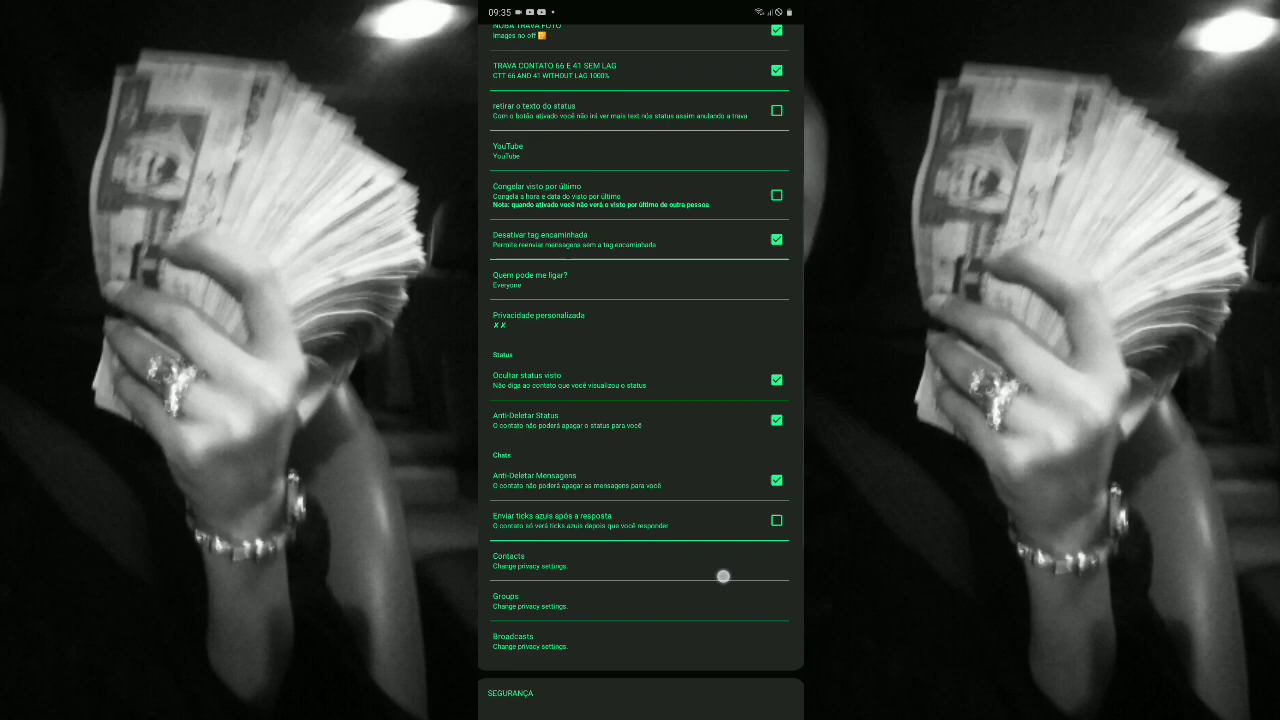 09:35
NOBA TRAVA FOTO
Images no off
TRAVA CONTATO 66 E 41 SEM LAG
CTT 66 AND 41 WITHOUT LAG 1000%
retirar o texto do status
Com o botão ativado você não irá ver mais text nós status assim anulando a trava
YouTube
YouTube
Congelar visto por último
Congela a hora e data do visto por último
Nota: quando ativado você não verá o visto por último de outra pessoa.
Desativar tag encaminhada
Permite reenviar mensagens sem a tag encaminhada
Quem pode me ligar?
Everyone
Privacidade personalizada
✗✗
Status
Ocultar status visto
Não diga ao contato que você visualizou o status
Anti-Deletar Status
O contato não poderá apagar o status para você
Chats
Anti-Deletar Mensagens
O contato não poderá apagar as mensagens para você
Enviar ticks azuis após a resposta
O contato só verá ticks azuis depois que você responder
Contacts
Change privacy settings.
Groups
Change privacy settings.
Broadcasts
Change privacy settings.
SEGURANÇA